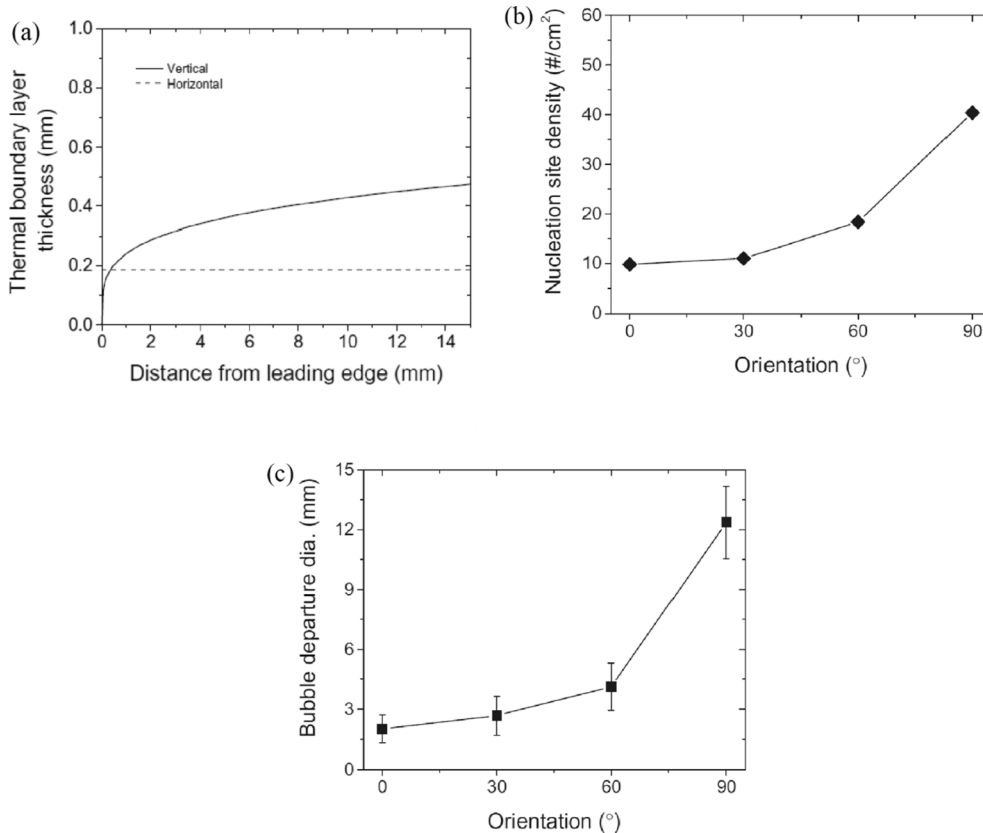 (a)
Thermal boundary layer
thickness (mm)
1.0
0.8
0.6
0.4
0.2
0.0
Vertical
Horizontal
0 2 4 6 8 10 12 14
Distance from leading edge (mm)
(b)
Nucleation site density (#/cm²)
60
50
40
30
20
10
0
0 30 60 90
Orientation (°)
(c)
Bubble departure dia. (mm)
15
12
9
6
3
0
0 30 60 90
Orientation (°)